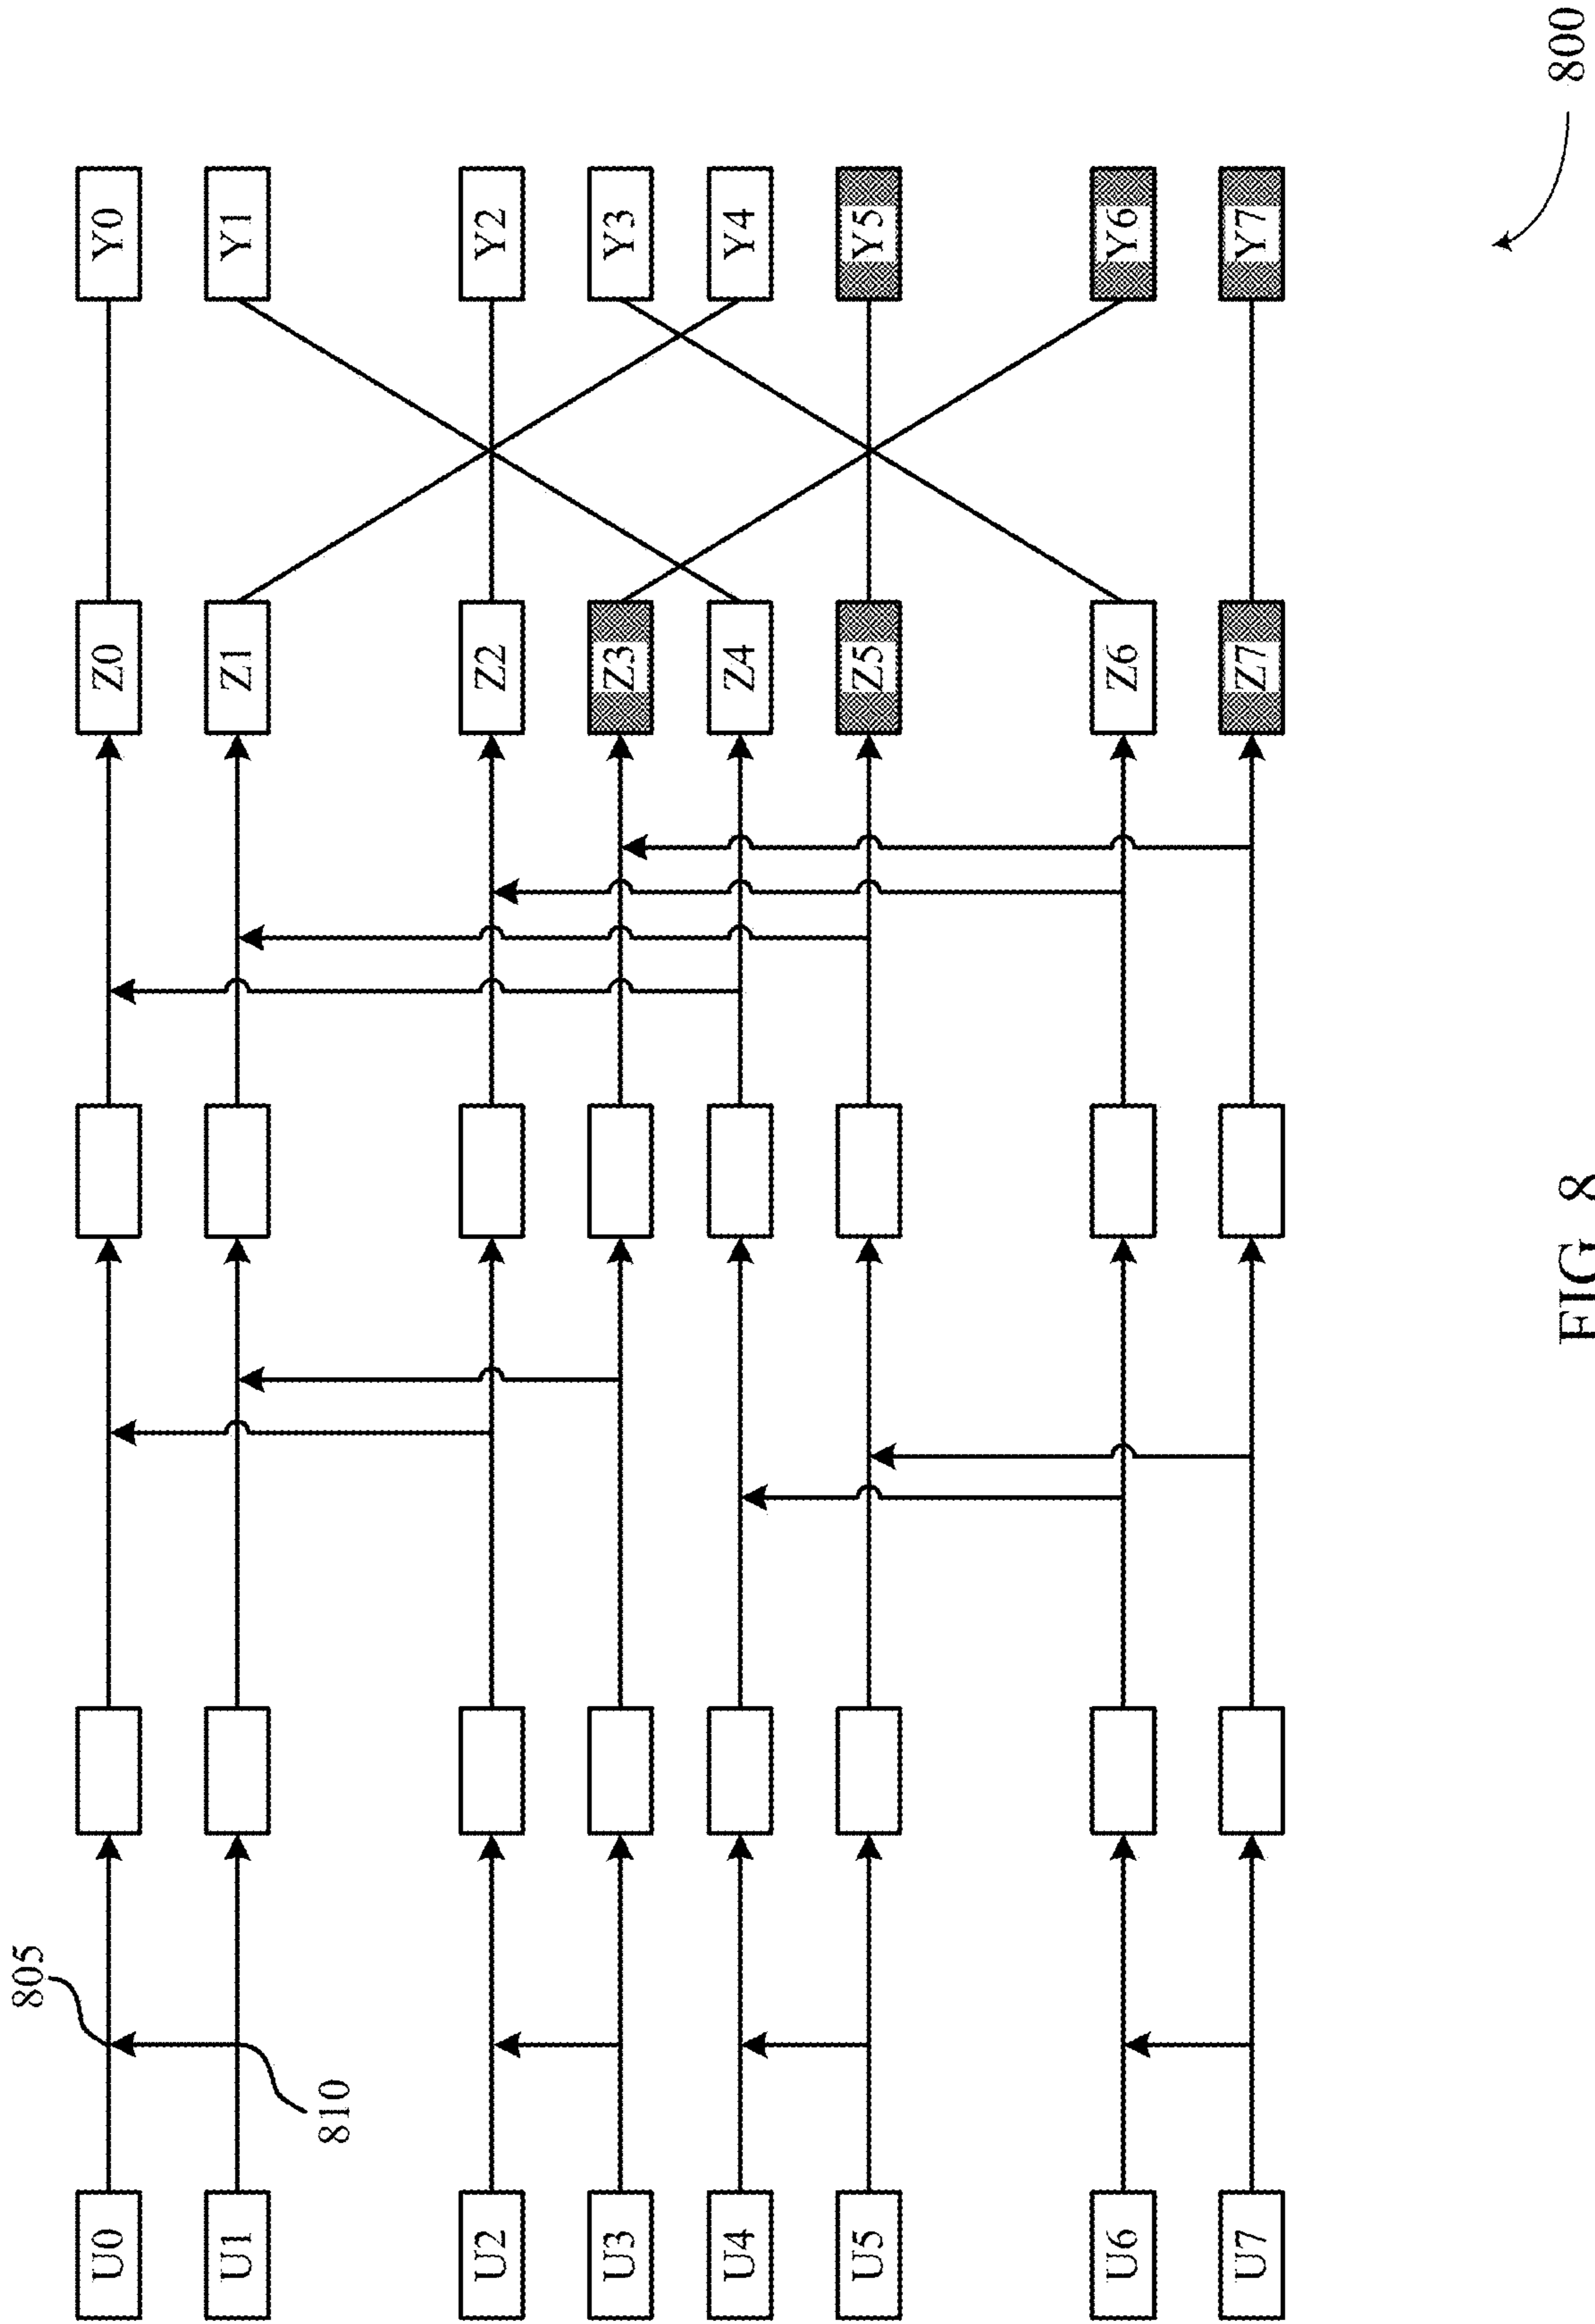 805
U0 Z0 Y0
U1 Z1 Y1
810
U2 Z2 Y2
U3 Z3 Y3
U4 Z4 Y4
U5 Z5 Y5
U6 Z6 Y6
U7 Z7 Y7
800
FIG. 8